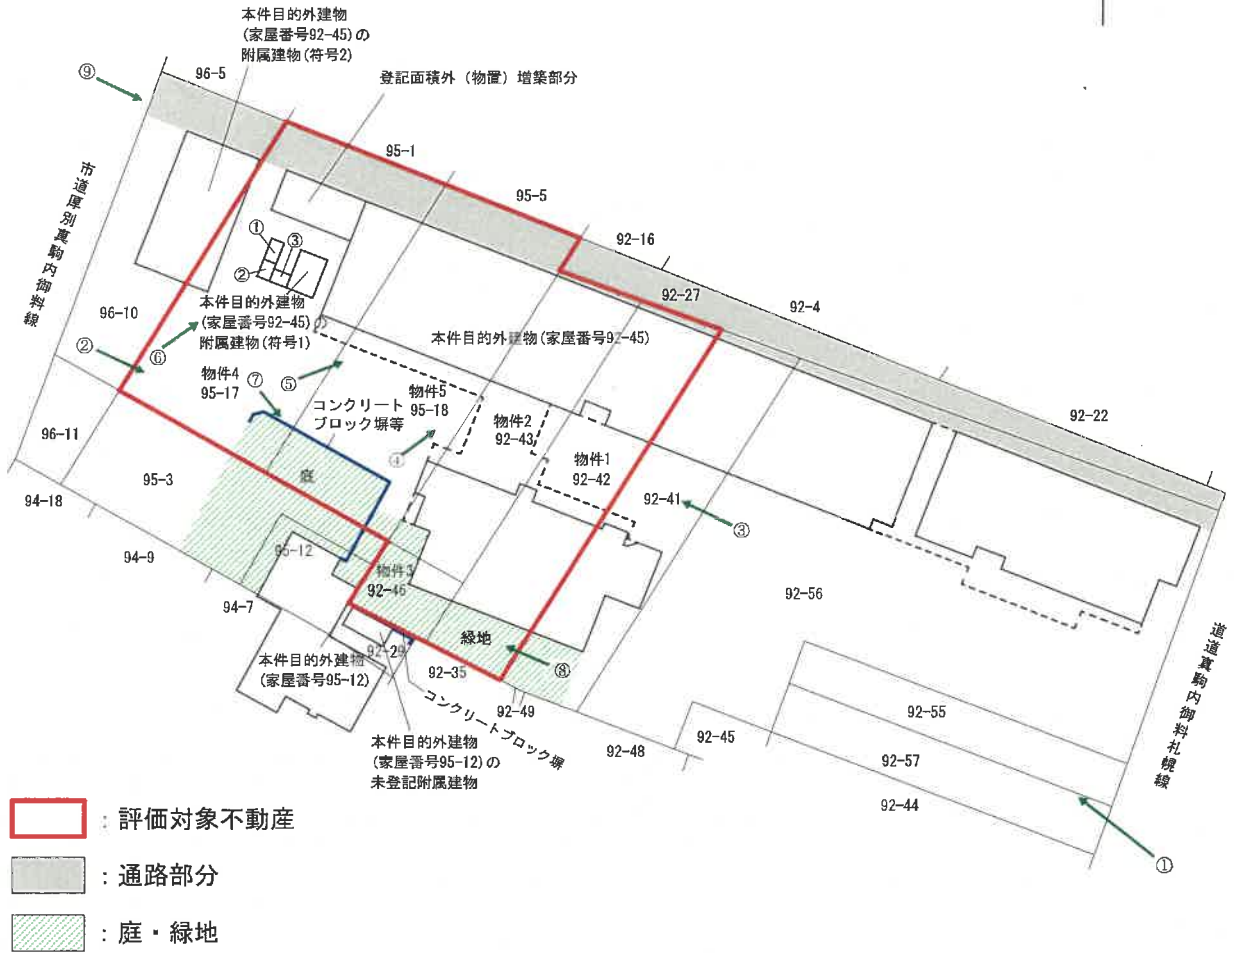 本件目的外建物
(家屋番号92-45)の
附属建物(符号2)
登記面積外（物置）増築部分
⑨
96-5
95-1
95-5
92-16
92-27
92-4
92-22
市道厚別真駒内御料線
①
③
②
本件目的外建物
(家屋番号92-45)の
附属建物(符号1)
本件目的外建物(家屋番号92-45)
96-10
②
⑥
⑤
物件4
95-17
⑦
コンクリート
ブロック塀等
物件5
95-18
④
物件2
92-43
物件1
92-42
92-41
③
96-11
95-3
庭
94-18
94-9
95-12
94-7
物件3
92-46
92-56
緑地
⑧
92-29
92-35
本件目的外建物
(家屋番号95-12)
コンクリートブロック塀
92-49
92-48
92-45
92-55
92-57
92-44
道道真駒内御料札幌線
①
本件目的外建物
(家屋番号95-12)の
未登記附属建物
：評価対象不動産
：通路部分
：庭・緑地